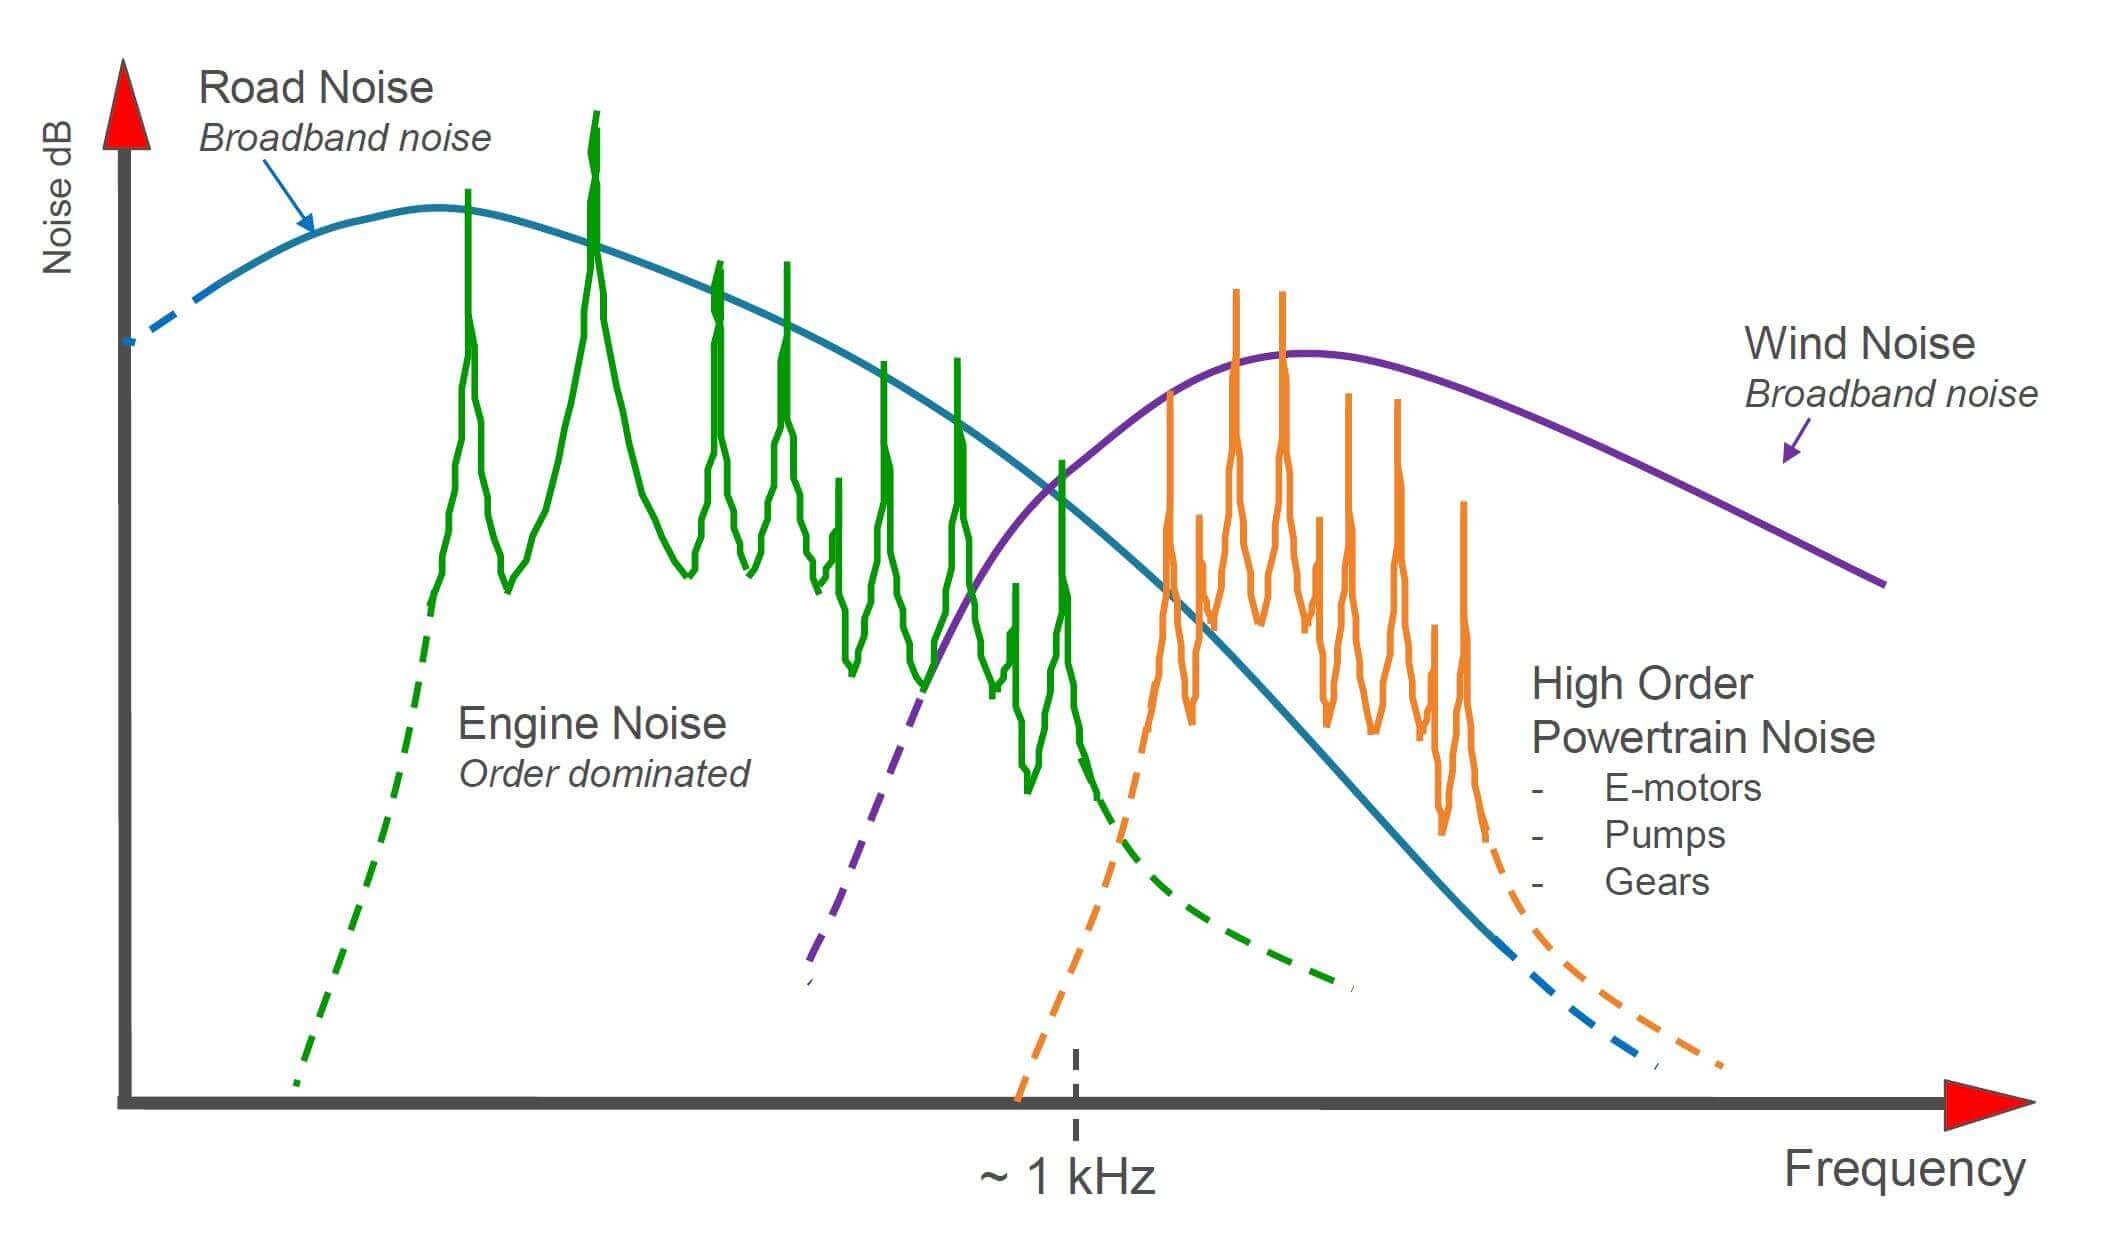 Noise dB
Road Noise
Broadband noise
Wind Noise
Broadband noise
Engine Noise
Order dominated
High Order
Powertrain Noise
- E-motors
- Pumps
- Gears
~ 1 kHz
Frequency